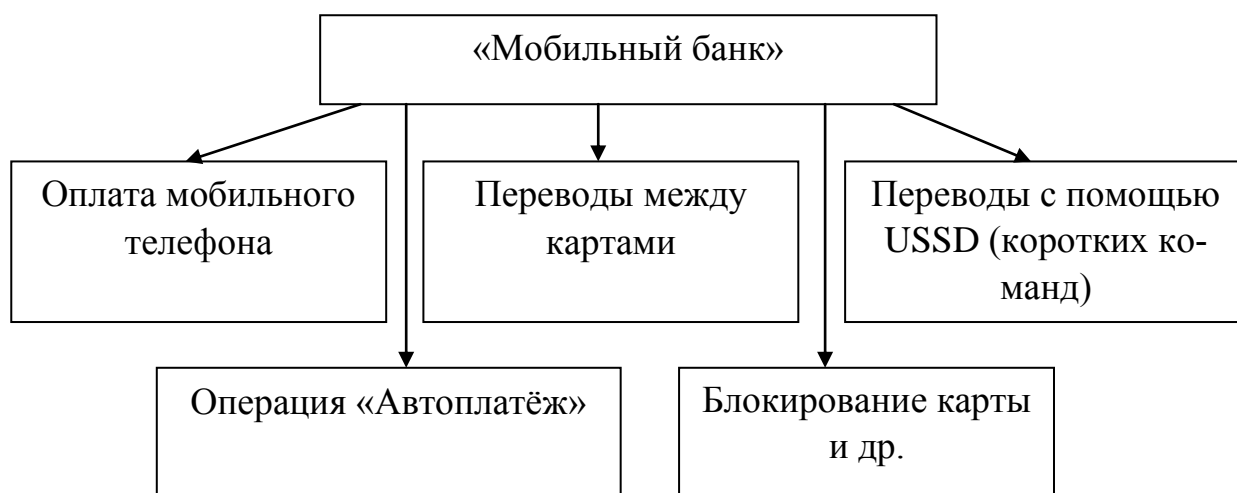 «Мобильный банк»
Оплата мобильного
телефона
Переводы между
картами
Переводы с помощью
USSD (коротких ко-
манд)
Операция «Автоплатёж»
Блокирование карты
и др.